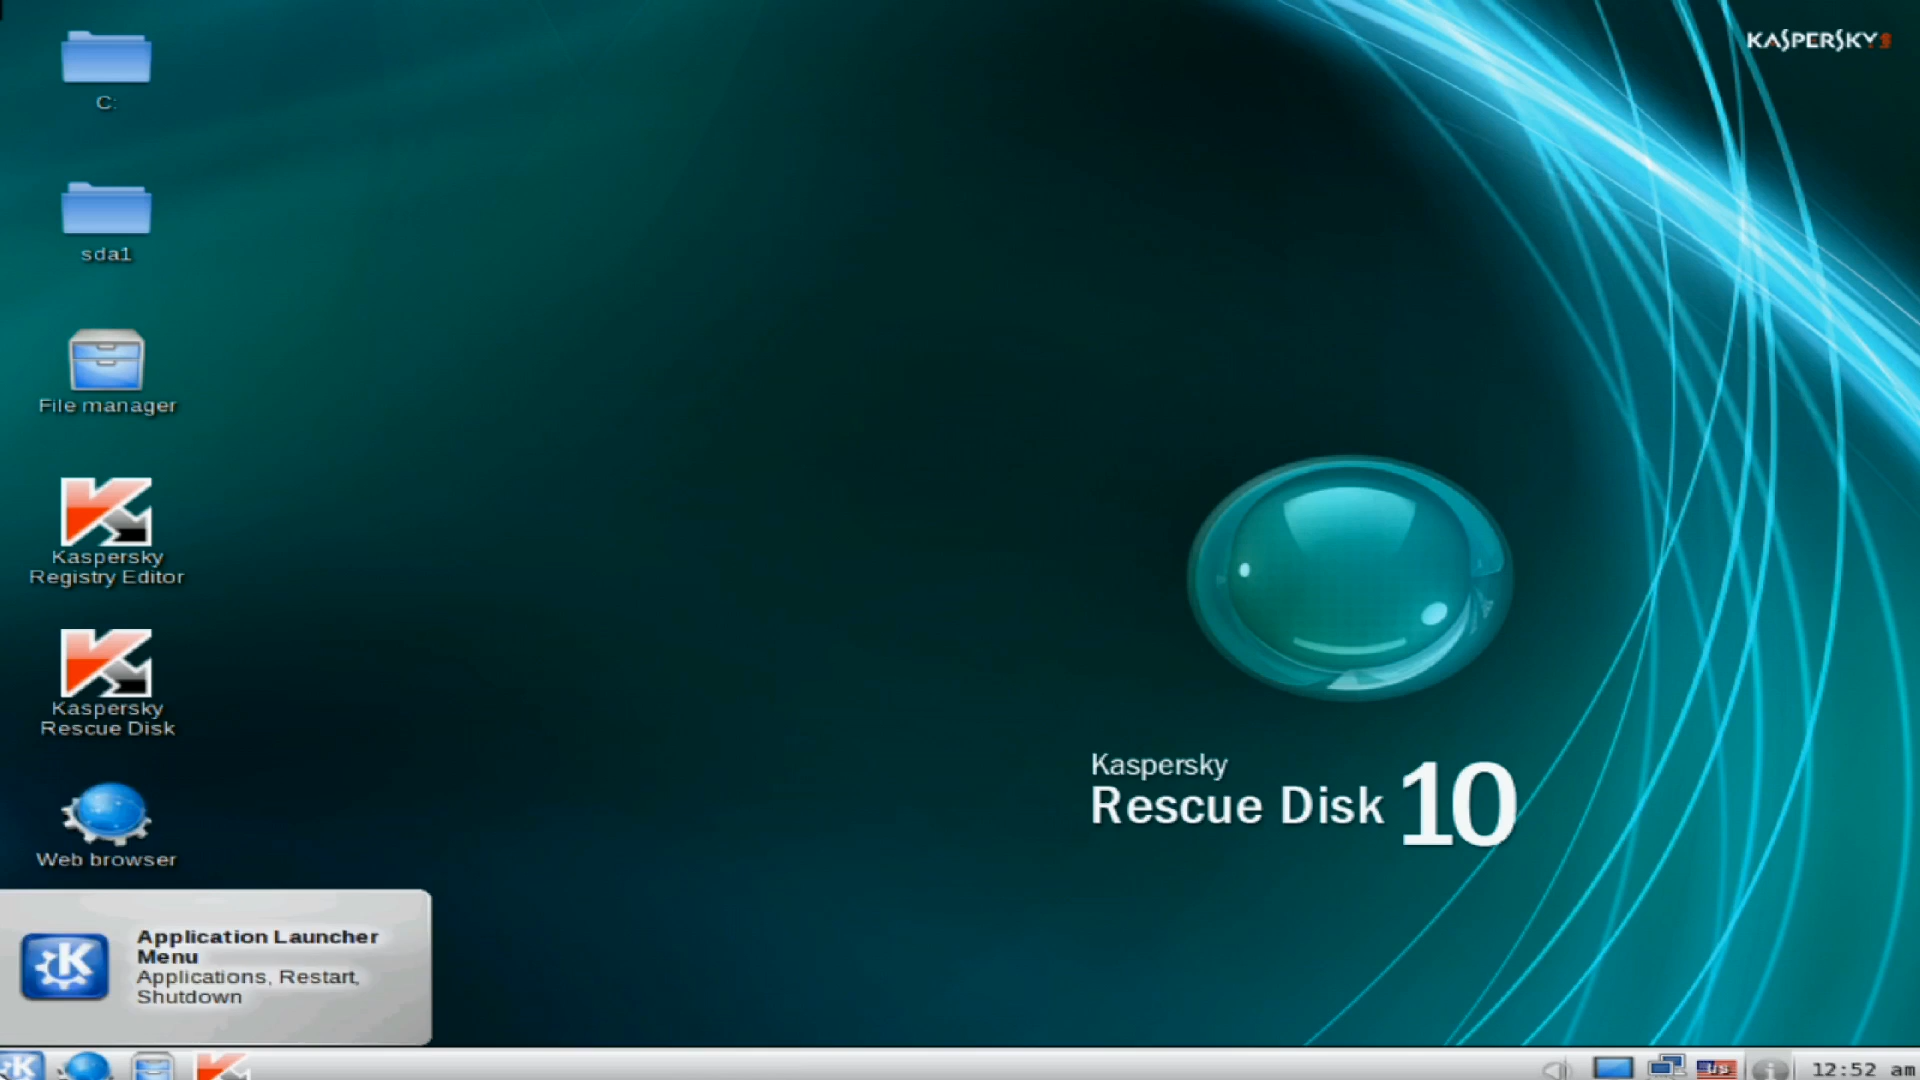 KASPERSKY
C:
sda1
File manager
Kaspersky
Registry Editor
Kaspersky
Rescue Disk
Web browser
Kaspersky
Rescue Disk 10
Application Launcher
Menu
Applications, Restart,
Shutdown
us
12:52 am